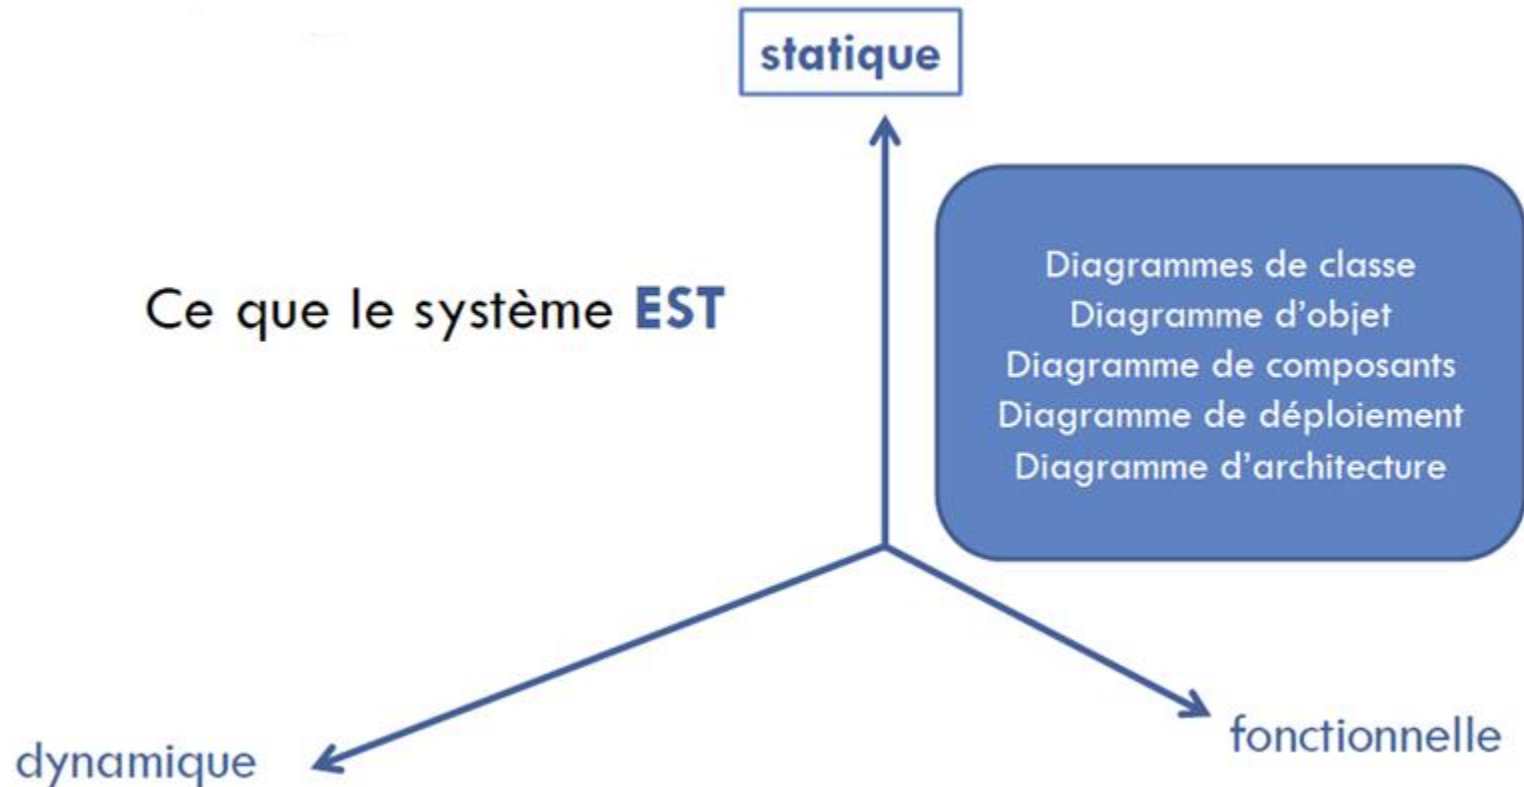 statique
Ce que le système EST
Diagrammes de classe
Diagramme d'objet
Diagramme de composants
Diagramme de déploiement
Diagramme d'architecture
dynamique
fonctionnelle